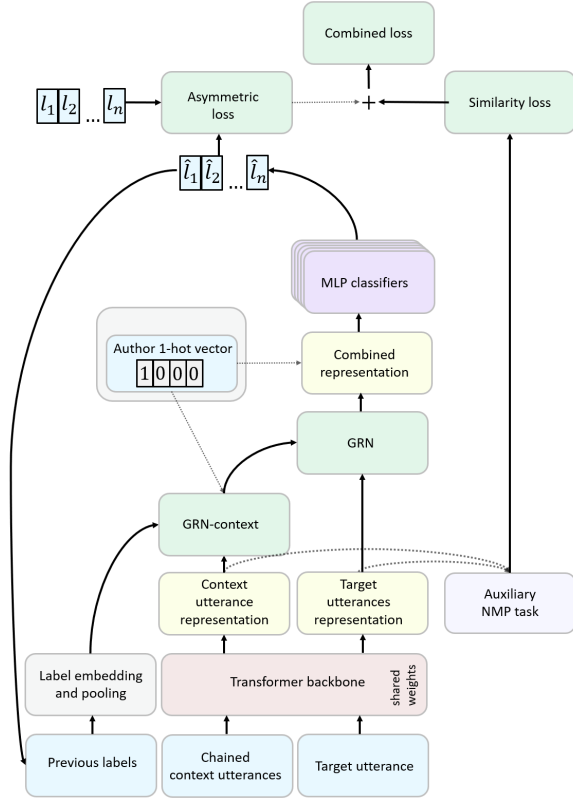 Combined loss
l₁ l₂ ... lₙ
Asymmetric
loss
+
Similarity loss
l̂₁ l̂₂ ... l̂ₙ
MLP classifiers
Author 1-hot vector
1 0 0 0
Combined
representation
GRN
GRN-context
Context
utterance
representation
Target
utterances
representation
Auxiliary
NMP task
Label embedding
and pooling
Transformer backbone
shared
weights
Previous labels
Chained
context utterances
Target utterance